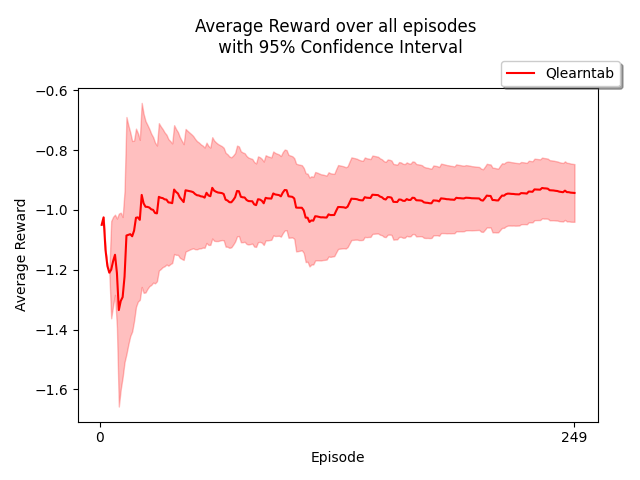 Average Reward over all episodes
with 95% Confidence Interval
Qlearntab
−0.6
−0.8
−1.0
−1.2
−1.4
−1.6
Average Reward
0
249
Episode